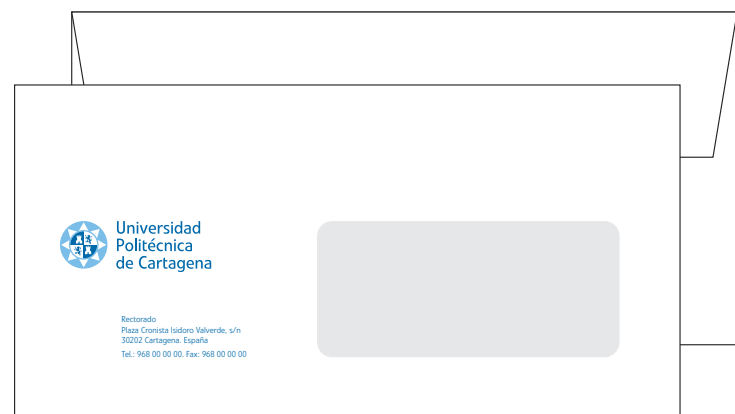 Universidad
Politécnica
de Cartagena
Rectorado
Plaza Cronista Isidoro Valverde, s/n
30202 Cartagena. España
Tel.: 968 00 00 00. Fax: 968 00 00 00